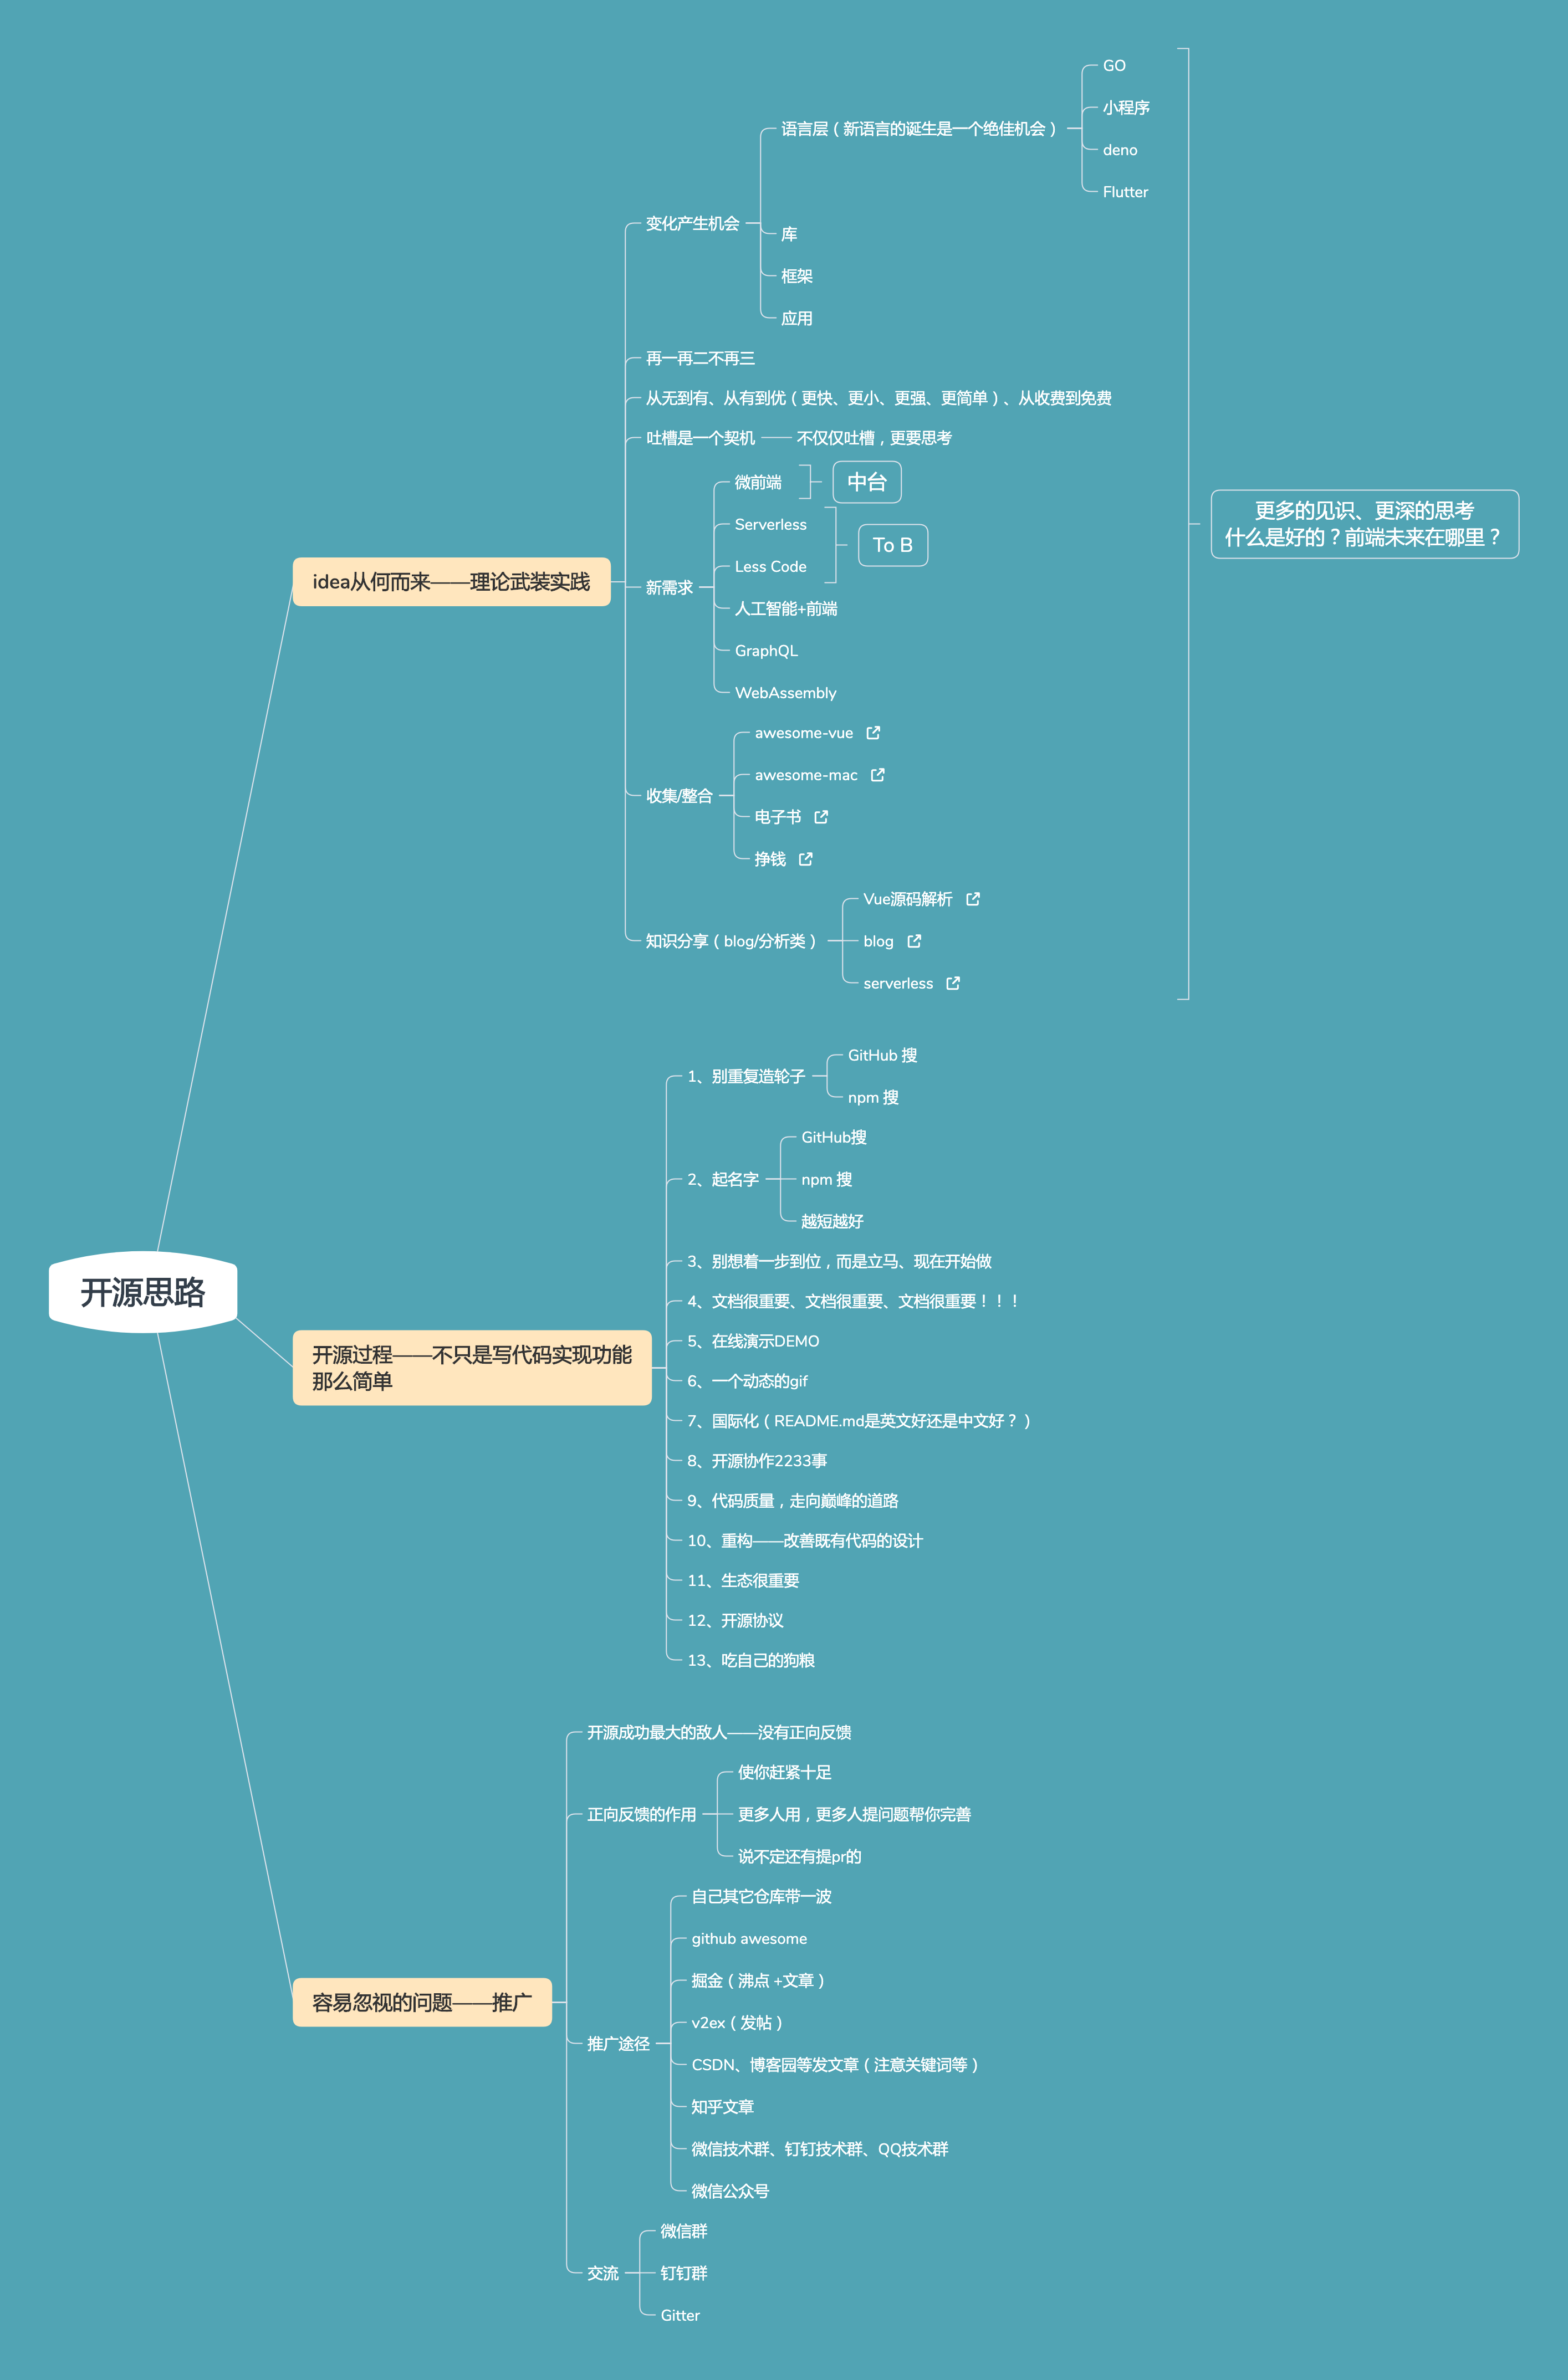 开源思路
idea从何而来——理论武装实践
变化产生机会
语言层（新语言的诞生是一个绝佳机会）
GO
小程序
deno
Flutter
库
框架
应用
再一再二不再三
从无到有、从有到优（更快、更小、更强、更简单）、从收费到免费
吐槽是一个契机
不仅仅吐槽，更要思考
新需求
微前端
中台
Serverless
Less Code
To B
人工智能+前端
GraphQL
WebAssembly
收集/整合
awesome-vue
awesome-mac
电子书
挣钱
知识分享（blog/分析类）
Vue源码解析
blog
serverless
更多的见识、更深的思考
什么是好的？前端未来在哪里？
开源过程——不只是写代码实现功能
那么简单
1、别重复造轮子
GitHub 搜
npm 搜
2、起名字
GitHub搜
npm 搜
越短越好
3、别想着一步到位，而是立马、现在开始做
4、文档很重要、文档很重要、文档很重要！！！
5、在线演示DEMO
6、一个动态的gif
7、国际化（README.md是英文好还是中文好？）
8、开源协作2233事
9、代码质量，走向巅峰的道路
10、重构——改善既有代码的设计
11、生态很重要
12、开源协议
13、吃自己的狗粮
容易忽视的问题——推广
开源成功最大的敌人——没有正向反馈
正向反馈的作用
使你赶紧十足
更多人用，更多人提问题帮你完善
说不定还有提pr的
推广途径
自己其它仓库带一波
github awesome
掘金（沸点 +文章）
v2ex（发帖）
CSDN、博客园等发文章（注意关键词等）
知乎文章
微信技术群、钉钉技术群、QQ技术群
微信公众号
交流
微信群
钉钉群
Gitter